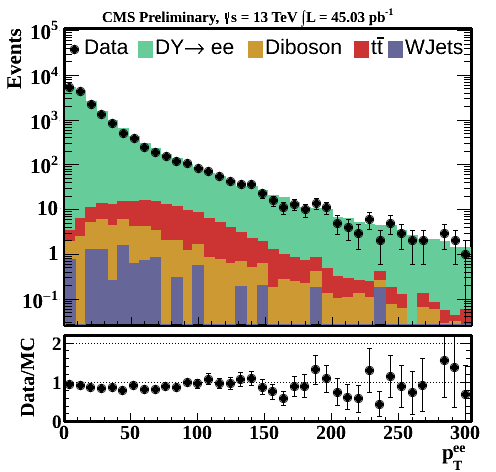 CMS Preliminary, √s = 13 TeV ∫L = 45.03 pb⁻¹
Events
10⁵
10⁴
10³
10²
10
1
10⁻¹
Data DY→ ee Diboson tt̄ WJets
Data/MC
2
1
0
0 50 100 150 200 250 300
p_T^ee